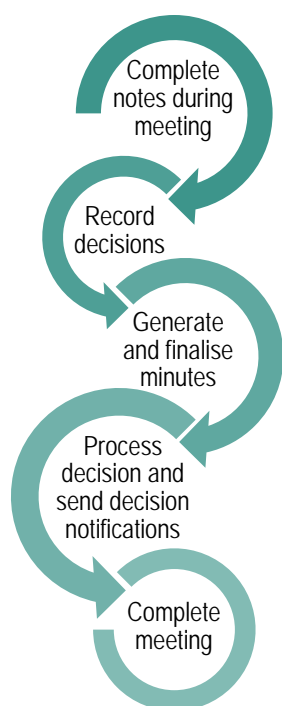 Complete
notes during
meeting
Record
decisions
Generate
and finalise
minutes
Process
decision and
send decision
notifications
Complete
meeting